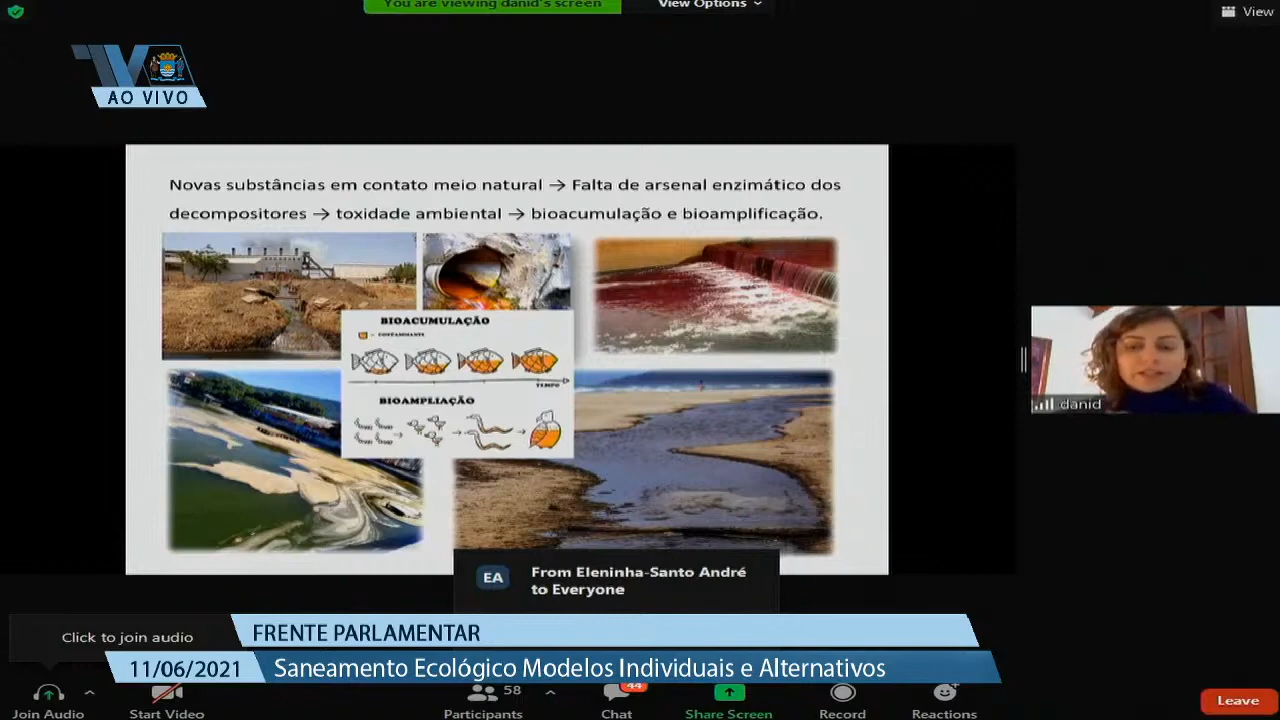 You are viewing danid's screen
View Options
View
TV
AO VIVO
Novas substâncias em contato meio natural → Falta de arsenal enzimático dos
decompositores → toxidade ambiental → bioacumulação e bioamplificação.
BIOACUMULAÇÃO
= CONTAMINANTE
TEMPO
BIOAMPLIAÇÃO
danid
EA
From Eleninha-Santo André
to Everyone
Click to join audio
FRENTE PARLAMENTAR
11/06/2021
Saneamento Ecológico Modelos Individuais e Alternativos
Join Audio
Start Video
58
Participants
44
Chat
Share Screen
Record
Reactions
Leave